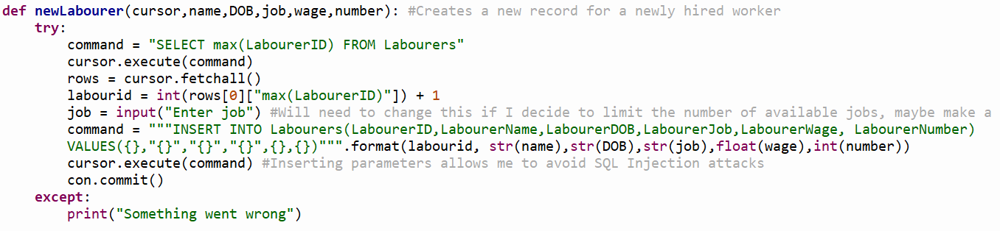 def newLabourer(cursor,name,DOB,job,wage,number): #Creates a new record for a newly hired worker
    try:
        command = "SELECT max(LabourerID) FROM Labourers"
        cursor.execute(command)
        rows = cursor.fetchall()
        labourid = int(rows[0]["max(LabourerID)"]) + 1
        job = input("Enter job") #Will need to change this if I decide to limit the number of available jobs, maybe make a
        command = """INSERT INTO Labourers(LabourerID,LabourerName,LabourerDOB,LabourerJob,LabourerWage, LabourerNumber)
        VALUES({},"{}","{}","{}",{},{})""".format(labourid, str(name),str(DOB),str(job),float(wage),int(number))
        cursor.execute(command) #Inserting parameters allows me to avoid SQL Injection attacks
        con.commit()
    except:
        print("Something went wrong")